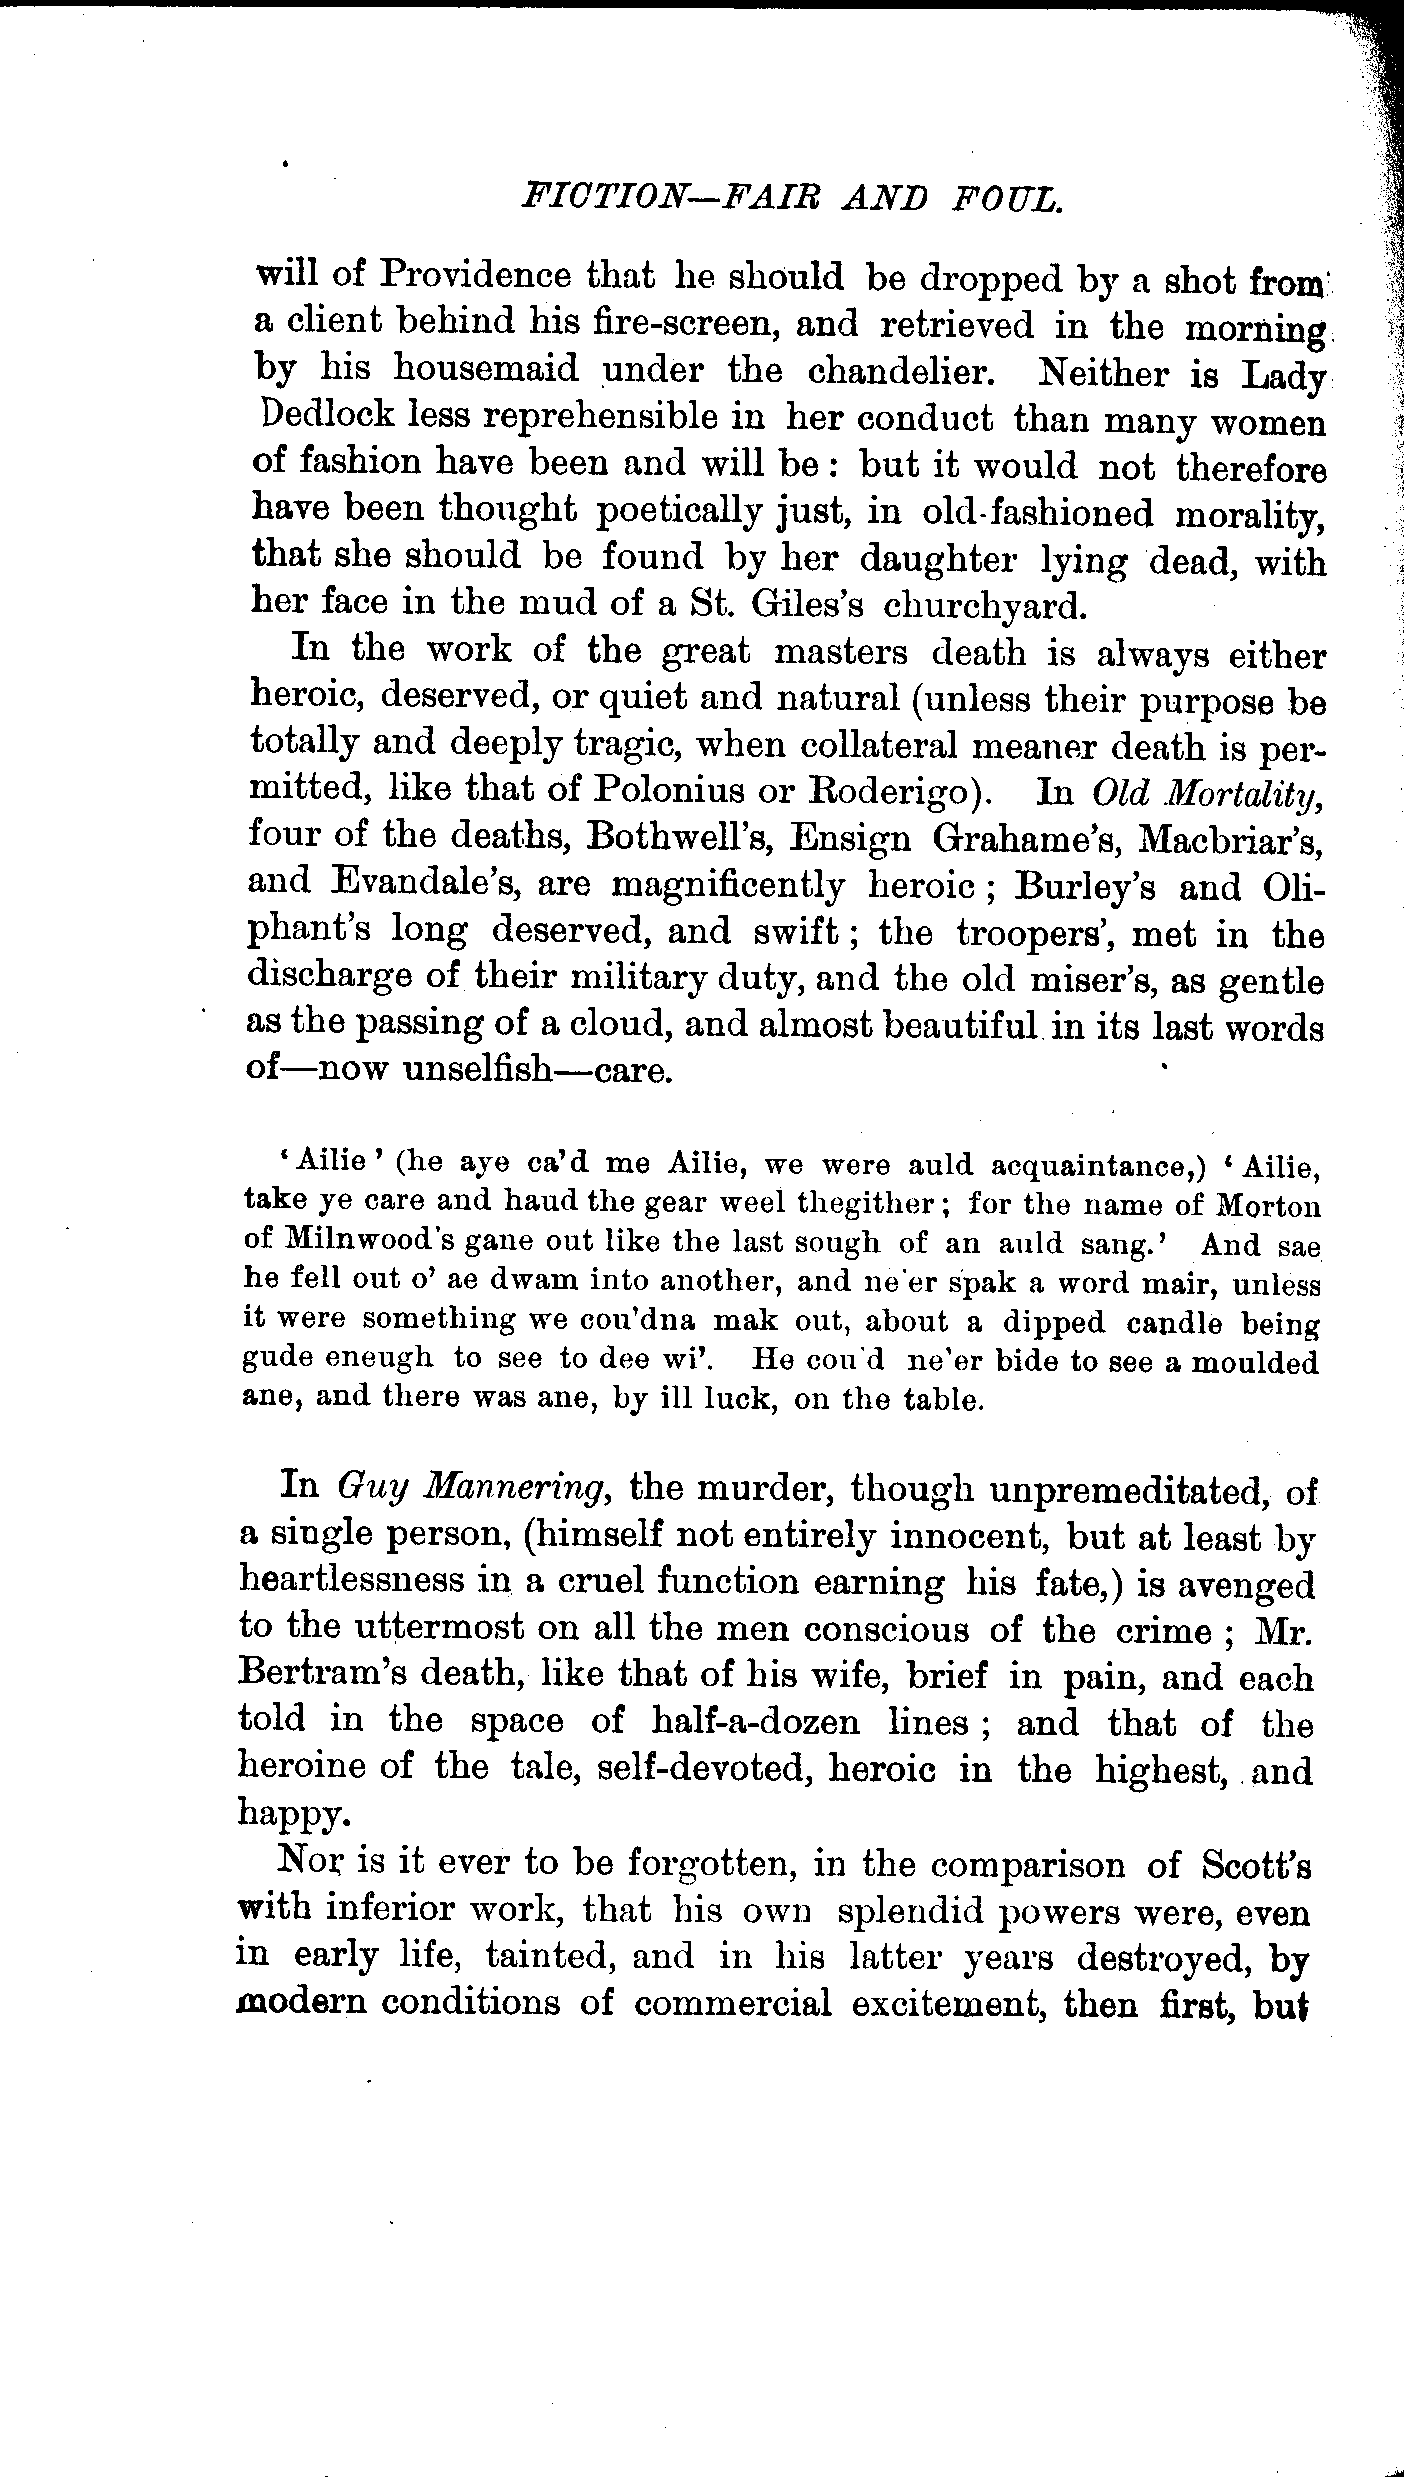 FICTION—FAIR AND FOUL.
will of Providence that he should be dropped by a shot from
a client behind his fire-screen, and retrieved in the morning
by his housemaid under the chandelier. Neither is Lady
Dedlock less reprehensible in her conduct than many women
of fashion have been and will be : but it would not therefore
have been thought poetically just, in old-fashioned morality,
that she should be found by her daughter lying dead, with
her face in the mud of a St. Giles's churchyard.
In the work of the great masters death is always either
heroic, deserved, or quiet and natural (unless their purpose be
totally and deeply tragic, when collateral meaner death is per-
mitted, like that of Polonius or Roderigo). In Old Mortality,
four of the deaths, Bothwell's, Ensign Grahame's, Macbriar's,
and Evandale's, are magnificently heroic ; Burley's and Oli-
phant's long deserved, and swift ; the troopers', met in the
discharge of their military duty, and the old miser's, as gentle
as the passing of a cloud, and almost beautiful in its last words
of—now unselfish—care.
'Ailie' (he aye ca'd me Ailie, we were auld acquaintance,) 'Ailie,
take ye care and haud the gear weel thegither ; for the name of Morton
of Milnwood's gane out like the last sough of an auld sang.' And sae
he fell out o' ae dwam into another, and ne'er spak a word mair, unless
it were something we cou'dna mak out, about a dipped candle being
gude eneugh to see to dee wi'. He cou'd ne'er bide to see a moulded
ane, and there was ane, by ill luck, on the table.
In Guy Mannering, the murder, though unpremeditated, of
a single person, (himself not entirely innocent, but at least by
heartlessness in a cruel function earning his fate,) is avenged
to the uttermost on all the men conscious of the crime ; Mr.
Bertram's death, like that of his wife, brief in pain, and each
told in the space of half-a-dozen lines ; and that of the
heroine of the tale, self-devoted, heroic in the highest, and
happy.
Nor is it ever to be forgotten, in the comparison of Scott's
with inferior work, that his own splendid powers were, even
in early life, tainted, and in his latter years destroyed, by
modern conditions of commercial excitement, then first, but